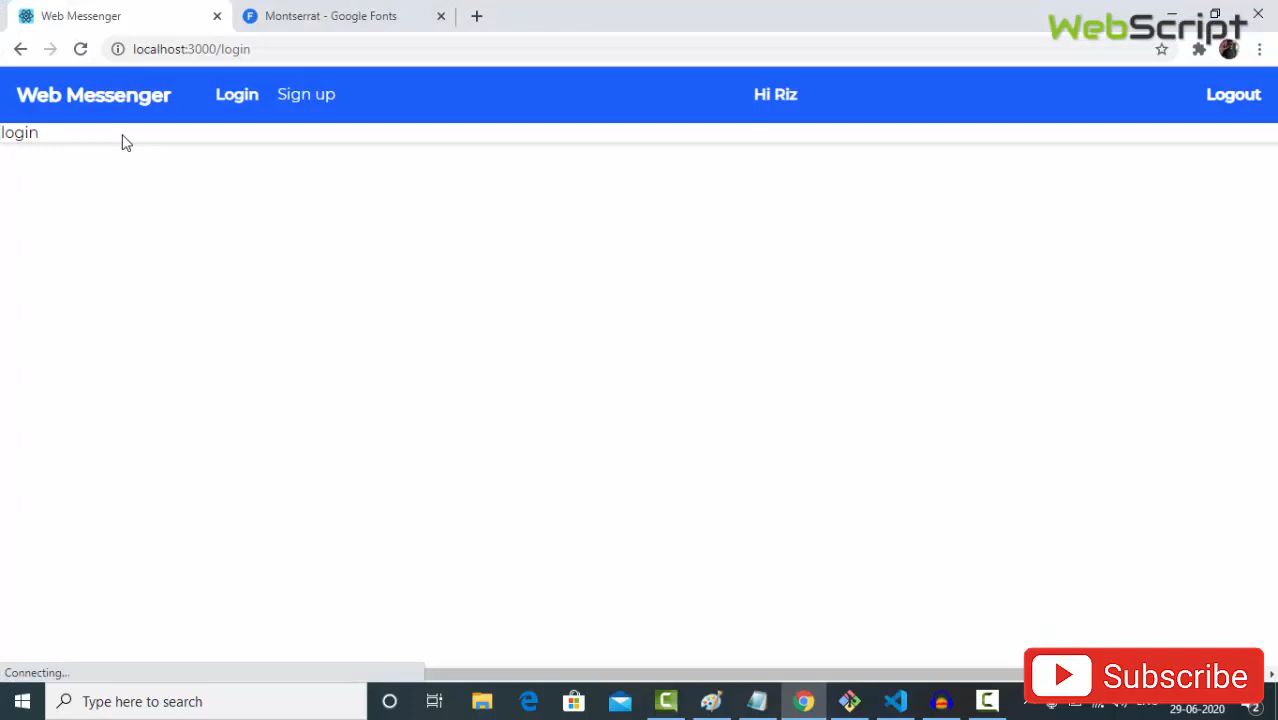 Web Messenger
Montserrat - Google Fonts
WebScript
localhost:3000/login
Web Messenger
Login
Sign up
Hi Riz
Logout
login
Connecting...
Subscribe
Type here to search
29-06-2020
2